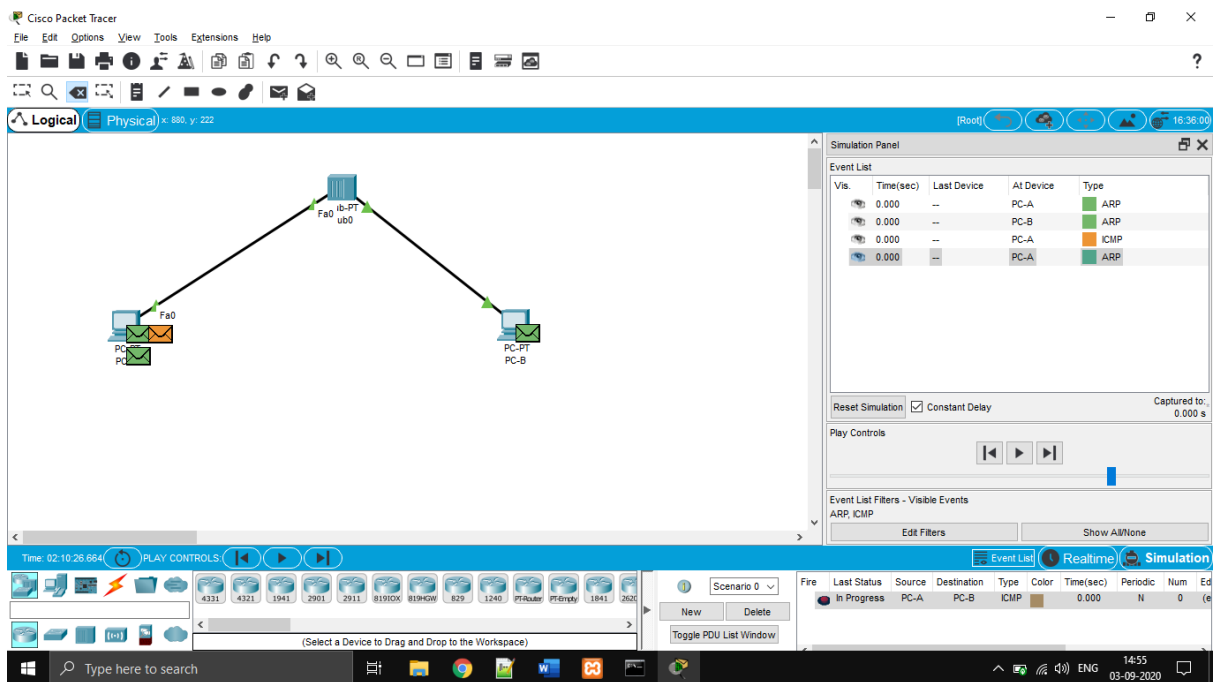 Cisco Packet Tracer
File Edit Options View Tools Extensions Help
?
Logical Physical x: 880, y: 222 [Root] 16:36:00
Simulation Panel
Event List
Vis. Time(sec) Last Device At Device Type
0.000 -- PC-A ARP
0.000 -- PC-B ARP
0.000 -- PC-A ICMP
0.000 -- PC-A ARP
Fa0 ub-PT
ub0
Fa0
PC-PT
PC
PC-PT
PC-B
Reset Simulation Constant Delay Captured to:
0.000 s
Play Controls
Event List Filters - Visible Events
ARP, ICMP
Edit Filters Show All/None
Time: 02:10:26.664 PLAY CONTROLS: Event List Realtime Simulation
4331 4321 1941 2901 2911 819IOX 819HGW 829 1240 PT-Router PT-Empty 1841 2620
(Select a Device to Drag and Drop to the Workspace)
Scenario 0
New Delete
Toggle PDU List Window
Fire Last Status Source Destination Type Color Time(sec) Periodic Num Ed
In Progress PC-A PC-B ICMP 0.000 N 0 (e
Type here to search
ENG 14:55
03-09-2020